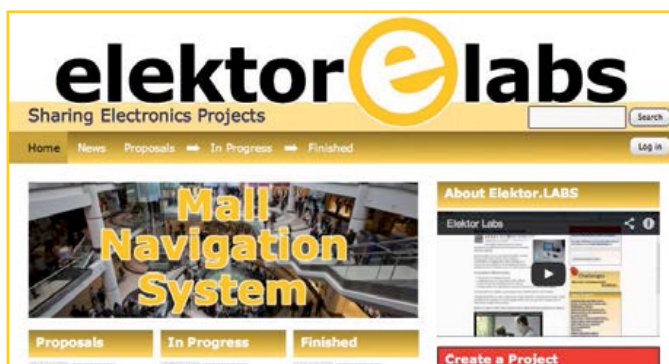 elektor e labs
Sharing Electronics Projects
Search
Home News Proposals In Progress Finished
Log in
Mall
Navigation
System
About Elektor.LABS
Elektor Labs
Challenges
Proposals In Progress Finished
Create a Project